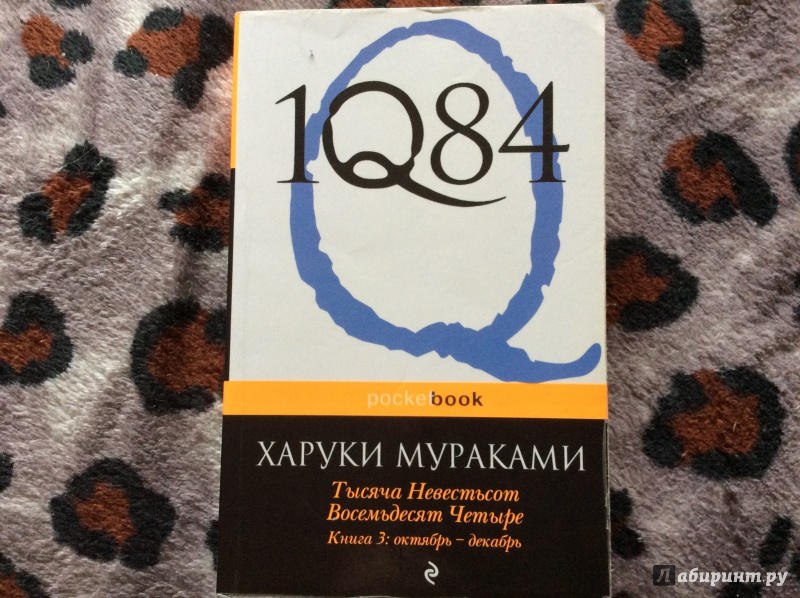 1Q84
pocketbook
ХАРУКИ МУРАКАМИ
Тысяча Невестьсот
Восемьдесят Четыре
Книга 3: октябрь – декабрь
Лабиринт.ру